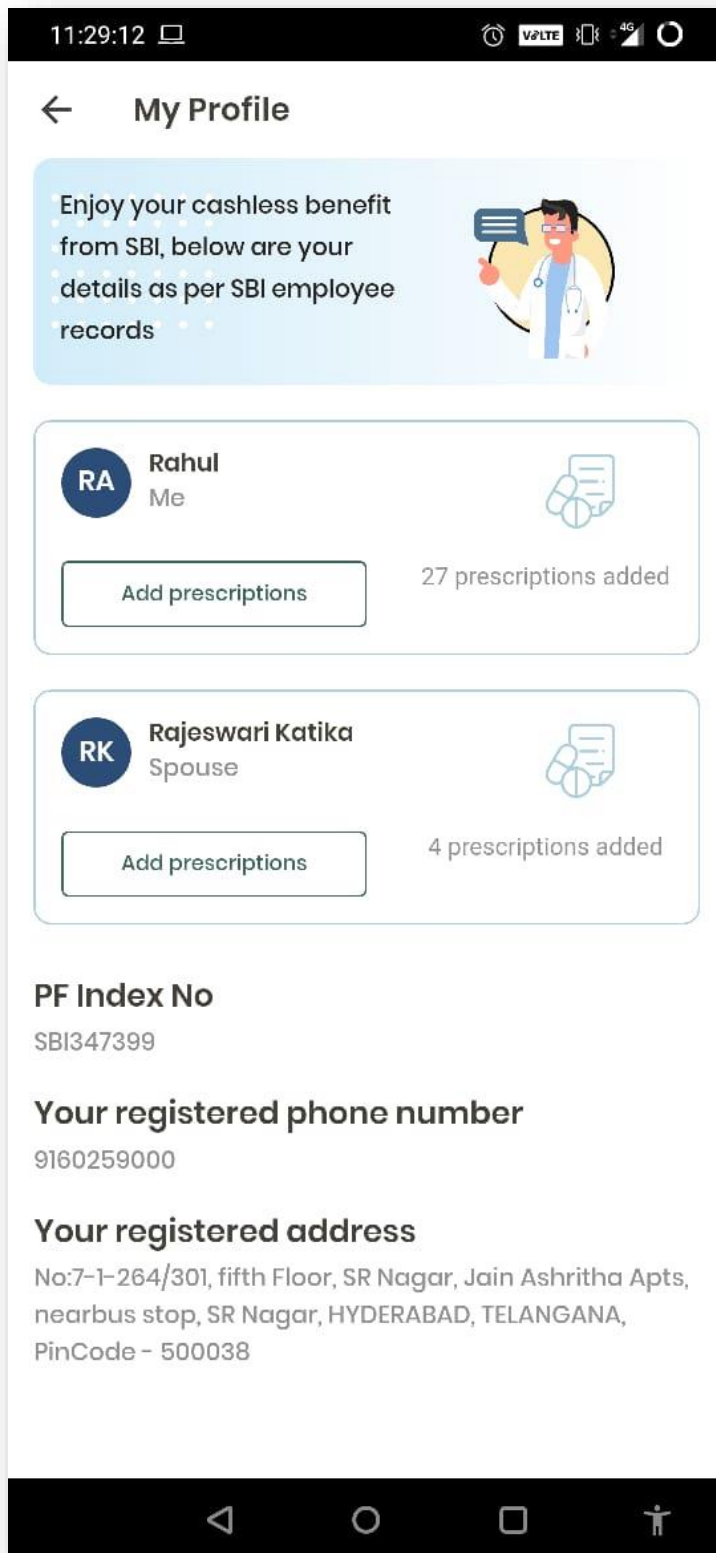 11:29:12
VoLTE 4G
My Profile
Enjoy your cashless benefit
from SBI, below are your
details as per SBI employee
records
RA
Rahul
Me
Add prescriptions
27 prescriptions added
RK
Rajeswari Katika
Spouse
Add prescriptions
4 prescriptions added
PF Index No
SBI347399
Your registered phone number
9160259000
Your registered address
No:7-1-264/301, fifth Floor, SR Nagar, Jain Ashritha Apts,
nearbus stop, SR Nagar, HYDERABAD, TELANGANA,
PinCode - 500038